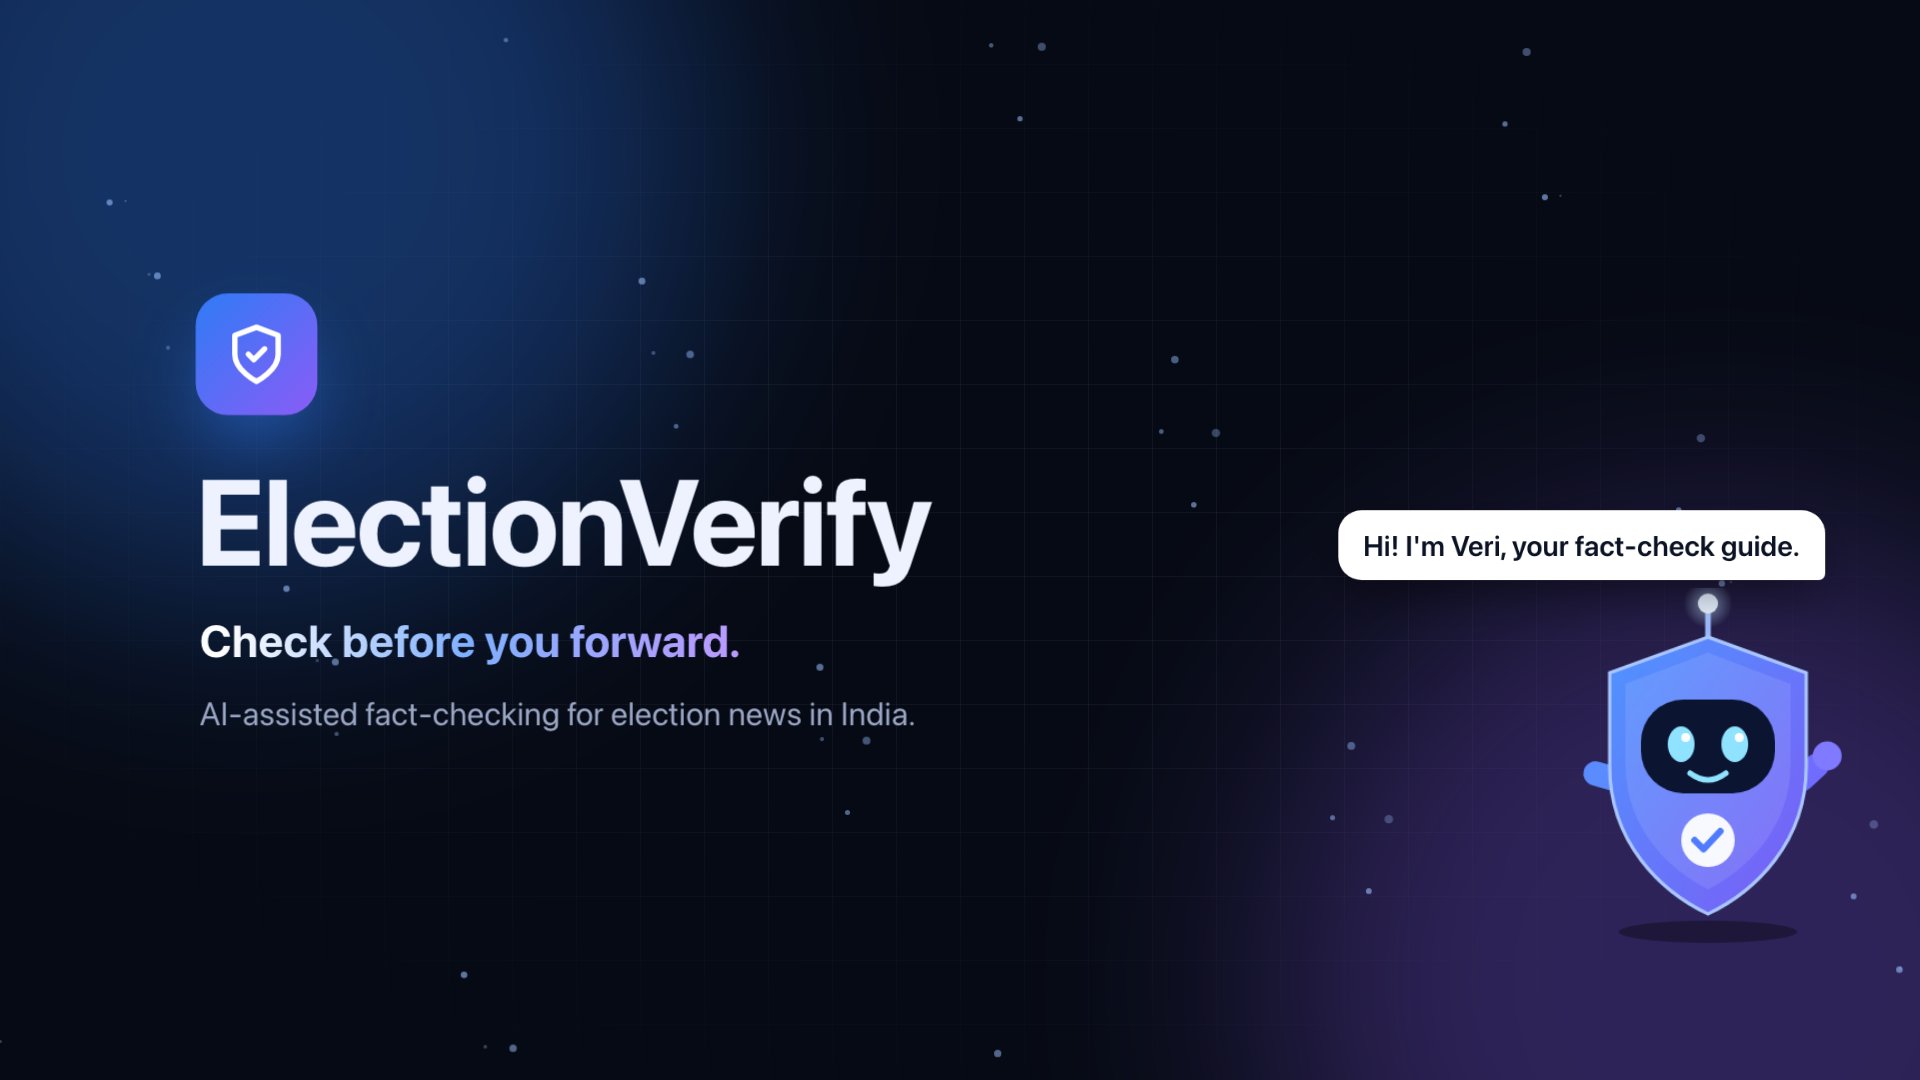 ElectionVerify
Check before you forward.
AI-assisted fact-checking for election news in India.
Hi! I'm Veri, your fact-check guide.